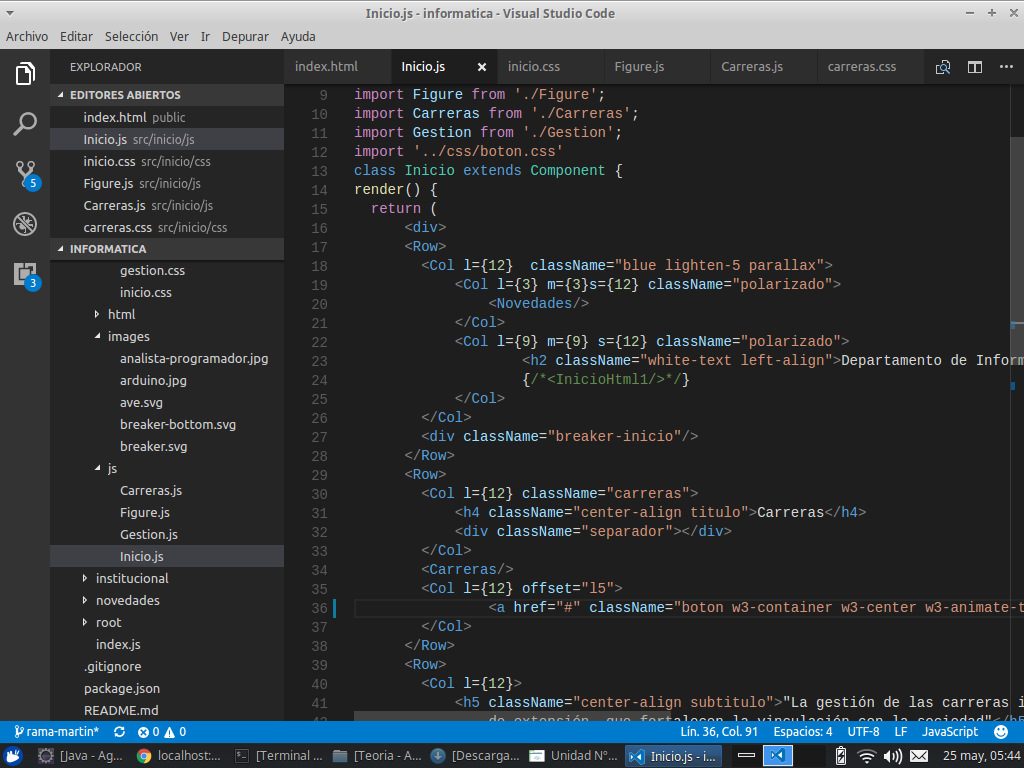 Inicio.js - informatica - Visual Studio Code
Archivo Editar Selección Ver Ir Depurar Ayuda
EXPLORADOR
EDITORES ABIERTOS
index.html public
Inicio.js src/inicio/js
inicio.css src/inicio/css
Figure.js src/inicio/js
Carreras.js src/inicio/js
carreras.css src/inicio/css
INFORMATICA
gestion.css
inicio.css
html
images
analista-programador.jpg
arduino.jpg
ave.svg
breaker-bottom.svg
breaker.svg
js
Carreras.js
Figure.js
Gestion.js
Inicio.js
institucional
novedades
root
index.js
.gitignore
package.json
README.md
5
3
index.html Inicio.js inicio.css Figure.js Carreras.js carreras.css
9 import Figure from './Figure';
10 import Carreras from './Carreras';
11 import Gestion from './Gestion';
12 import '../css/boton.css'
13 class Inicio extends Component {
14 render() {
15 return (
16 <div>
17 <Row>
18 <Col l={12}  className="blue lighten-5 parallax">
19 <Col l={3} m={3}s={12} className="polarizado">
20 <Novedades/>
21 </Col>
22 <Col l={9} m={9} s={12} className="polarizado">
23 <h2 className="white-text left-align">Departamento de Inform
24 {/*<InicioHtml1/>*/}
25 </Col>
26 </Col>
27 <div className="breaker-inicio"/>
28 </Row>
29 <Row>
30 <Col l={12} className="carreras">
31 <h4 className="center-align titulo">Carreras</h4>
32 <div className="separador"></div>
33 </Col>
34 <Carreras/>
35 <Col l={12} offset="l5">
36 <a href="#" className="boton w3-container w3-center w3-animate-t
37 </Col>
38 </Row>
39 <Row>
40 <Col l={12}>
41 <h5 className="center-align subtitulo">"La gestión de las carreras i
42 de extensión, que fortalecen la vinculación con la sociedad"</h5
rama-martin* 0 0 Lín. 36, Col. 91 Espacios: 4 UTF-8 LF JavaScript
[Java - Ag... localhost:... [Terminal ... [Teoria - A... [Descarga... Unidad N°... Inicio.js - i... 25 may, 05:44